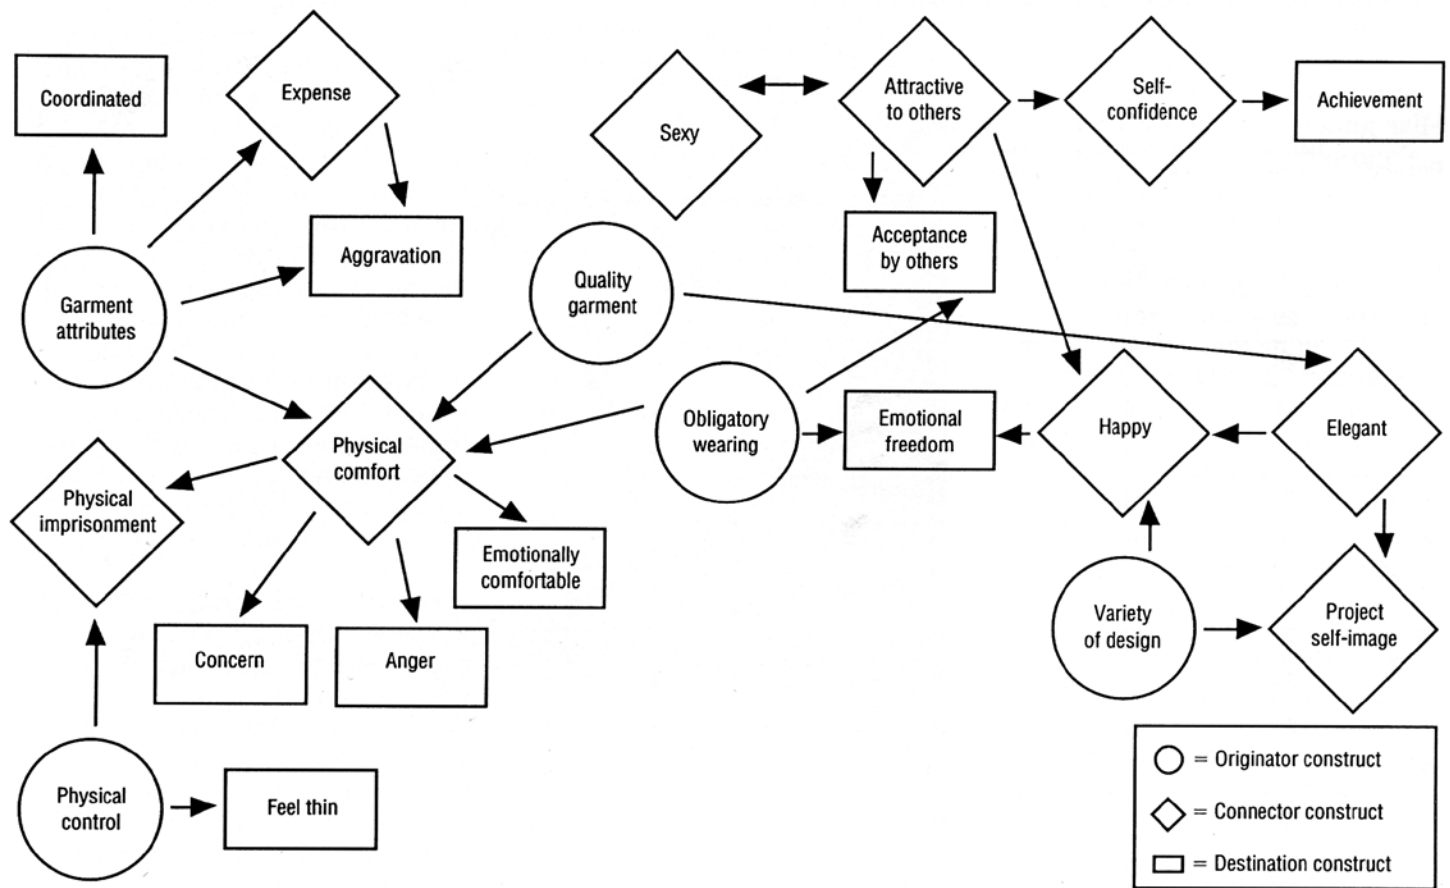 Coordinated
Expense
Sexy
Attractive
to others
Self-
confidence
Achievement
Aggravation
Acceptance
by others
Garment
attributes
Quality
garment
Physical
comfort
Obligatory
wearing
Emotional
freedom
Happy
Elegant
Physical
imprisonment
Emotionally
comfortable
Concern
Anger
Variety
of design
Project
self-image
Physical
control
Feel thin
= Originator construct
= Connector construct
= Destination construct